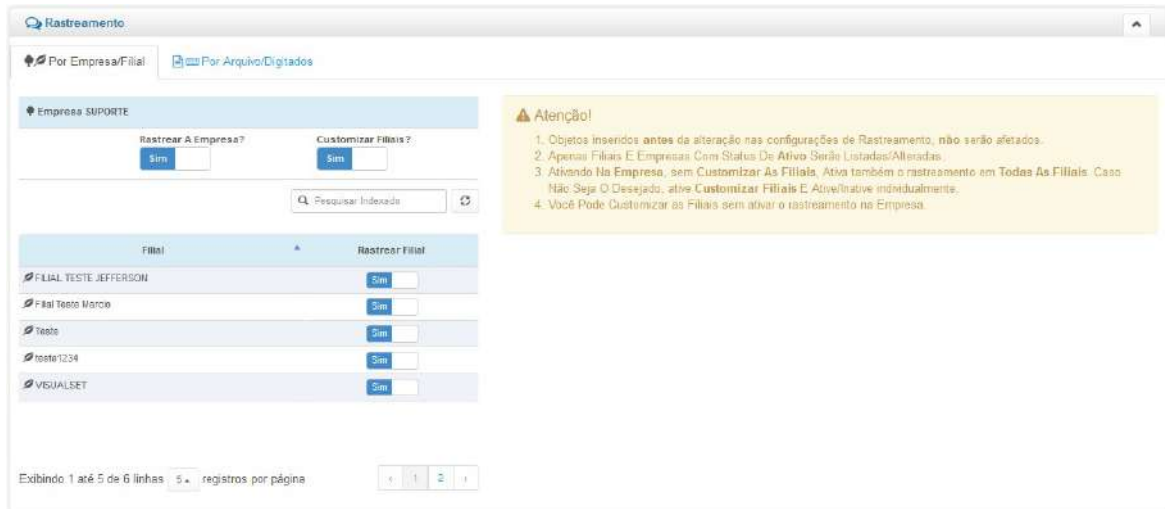 Rastreamento
Por Empresa/Filial
Por Arquivo/Digitados
Empresa SUPORTE
Rastrear A Empresa?
Customizar Filiais?
Sim
Sim
Pesquisar Indexado
Filial
Rastrear Filial
FILIAL TESTE JEFFERSON
Sim
Filial Teste Marcio
Sim
Teste
Sim
teste1234
Sim
VISUALSET
Sim
Exibindo 1 até 5 de 6 linhas 5 registros por página
‹ 1 2 ›
Atenção!
1. Objetos inseridos antes da alteração nas configurações de Rastreamento, não serão afetados.
2. Apenas Filiais E Empresas Com Status De Ativo Serão Listadas/Alteradas.
3. Ativando Na Empresa, sem Customizar As Filiais, Ativa também o rastreamento em Todas As Filiais. Caso
Não Seja O Desejado, ative Customizar Filiais E Ative/Inative individualmente.
4. Você Pode Customizar as Filiais sem ativar o rastreamento na Empresa.